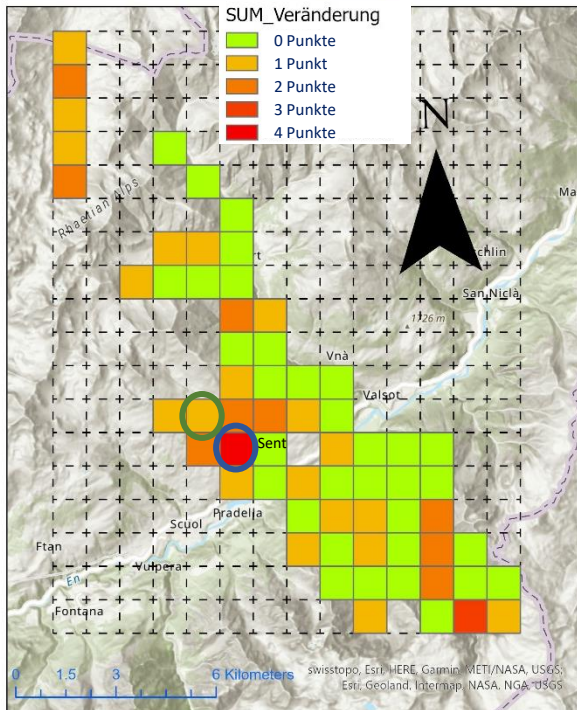 SUM_Veränderung
0 Punkte
1 Punkt
2 Punkte
3 Punkte
4 Punkte
N
Rhaetian Alps
Ma
chlin
rt
San Niclà
1726 m
Vnà
Valsot
Sent
Pradella
Scuol
Ftan
Vulpera
En
Fontana
0 1.5 3 6 Kilometers
swisstopo, Esri, HERE, Garmin, METI/NASA, USGS,
Esri, Geoland, Intermap, NASA, NGA, USGS